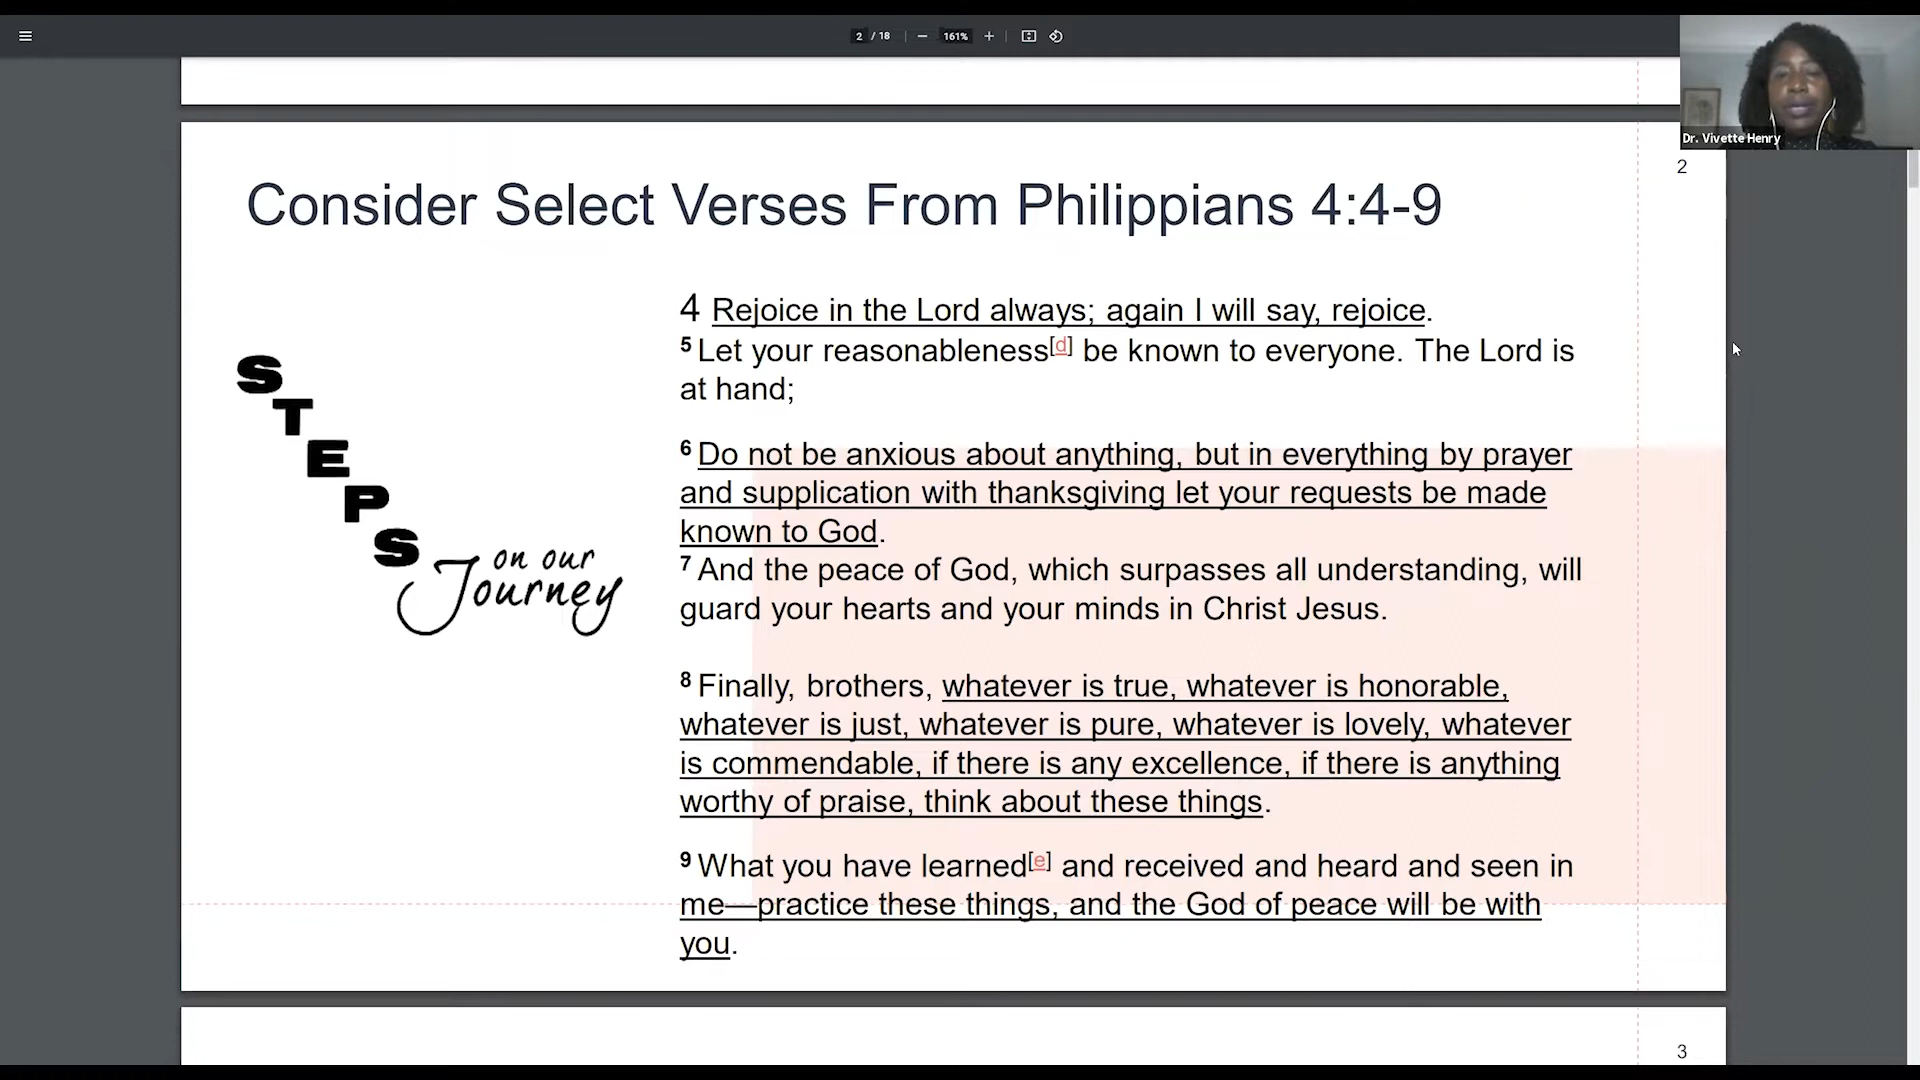 2 / 18 − 161% +
Dr. Vivette Henry
2
Consider Select Verses From Philippians 4:4-9
S
T
E
P
S
on our
Journey
4 Rejoice in the Lord always; again I will say, rejoice.
5 Let your reasonableness[d] be known to everyone. The Lord is
at hand;
6 Do not be anxious about anything, but in everything by prayer
and supplication with thanksgiving let your requests be made
known to God.
7 And the peace of God, which surpasses all understanding, will
guard your hearts and your minds in Christ Jesus.
8 Finally, brothers, whatever is true, whatever is honorable,
whatever is just, whatever is pure, whatever is lovely, whatever
is commendable, if there is any excellence, if there is anything
worthy of praise, think about these things.
9 What you have learned[e] and received and heard and seen in
me—practice these things, and the God of peace will be with
you.
3